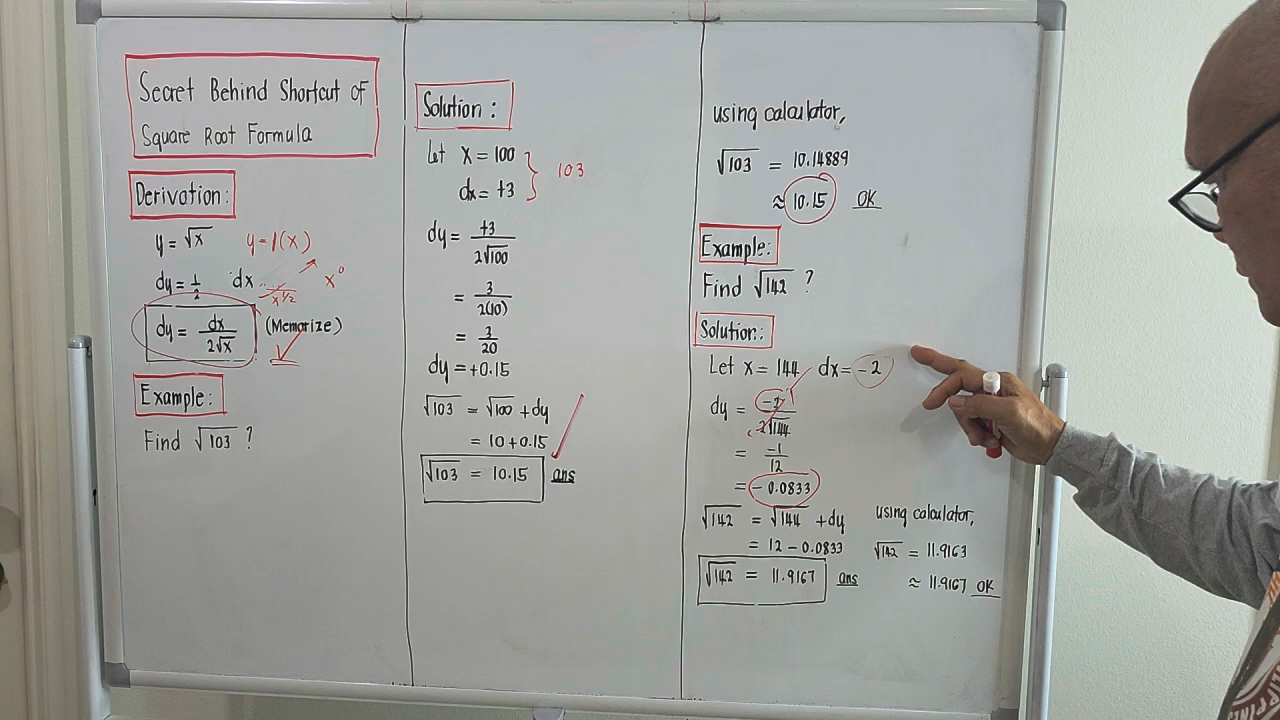 Secret Behind Shortcut of
Square Root Formula
Derivation:
y = √x y = 1(x)
dy = 1/2 dx / x^1/2 x^0
dy = dx / 2√x (Memorize)
Example:
Find √103 ?
Solution:
Let x = 100
dx = +3 } 103
dy = +3 / 2√100
= 3 / 2(10)
= 3 / 20
dy = +0.15
√103 = √100 + dy
= 10 + 0.15
√103 = 10.15 ans
using calculator,
√103 = 10.14889
≈ 10.15 OK
Example:
Find √142 ?
Solution:
Let x = 144 dx = -2
dy = -2 / 2√144
= -1 / 12
= -0.0833
√142 = √144 + dy
= 12 - 0.0833
√142 = 11.9167 ans
using calculator,
√142 = 11.9163
≈ 11.9167 OK